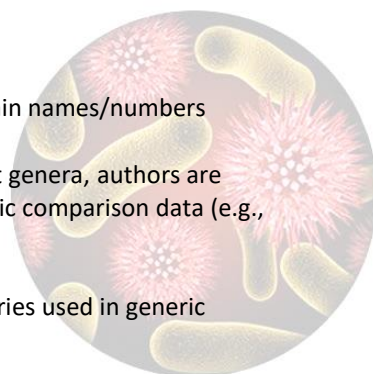 in names/numbers
genera, authors are
ic comparison data (e.g.,
ries used in generic